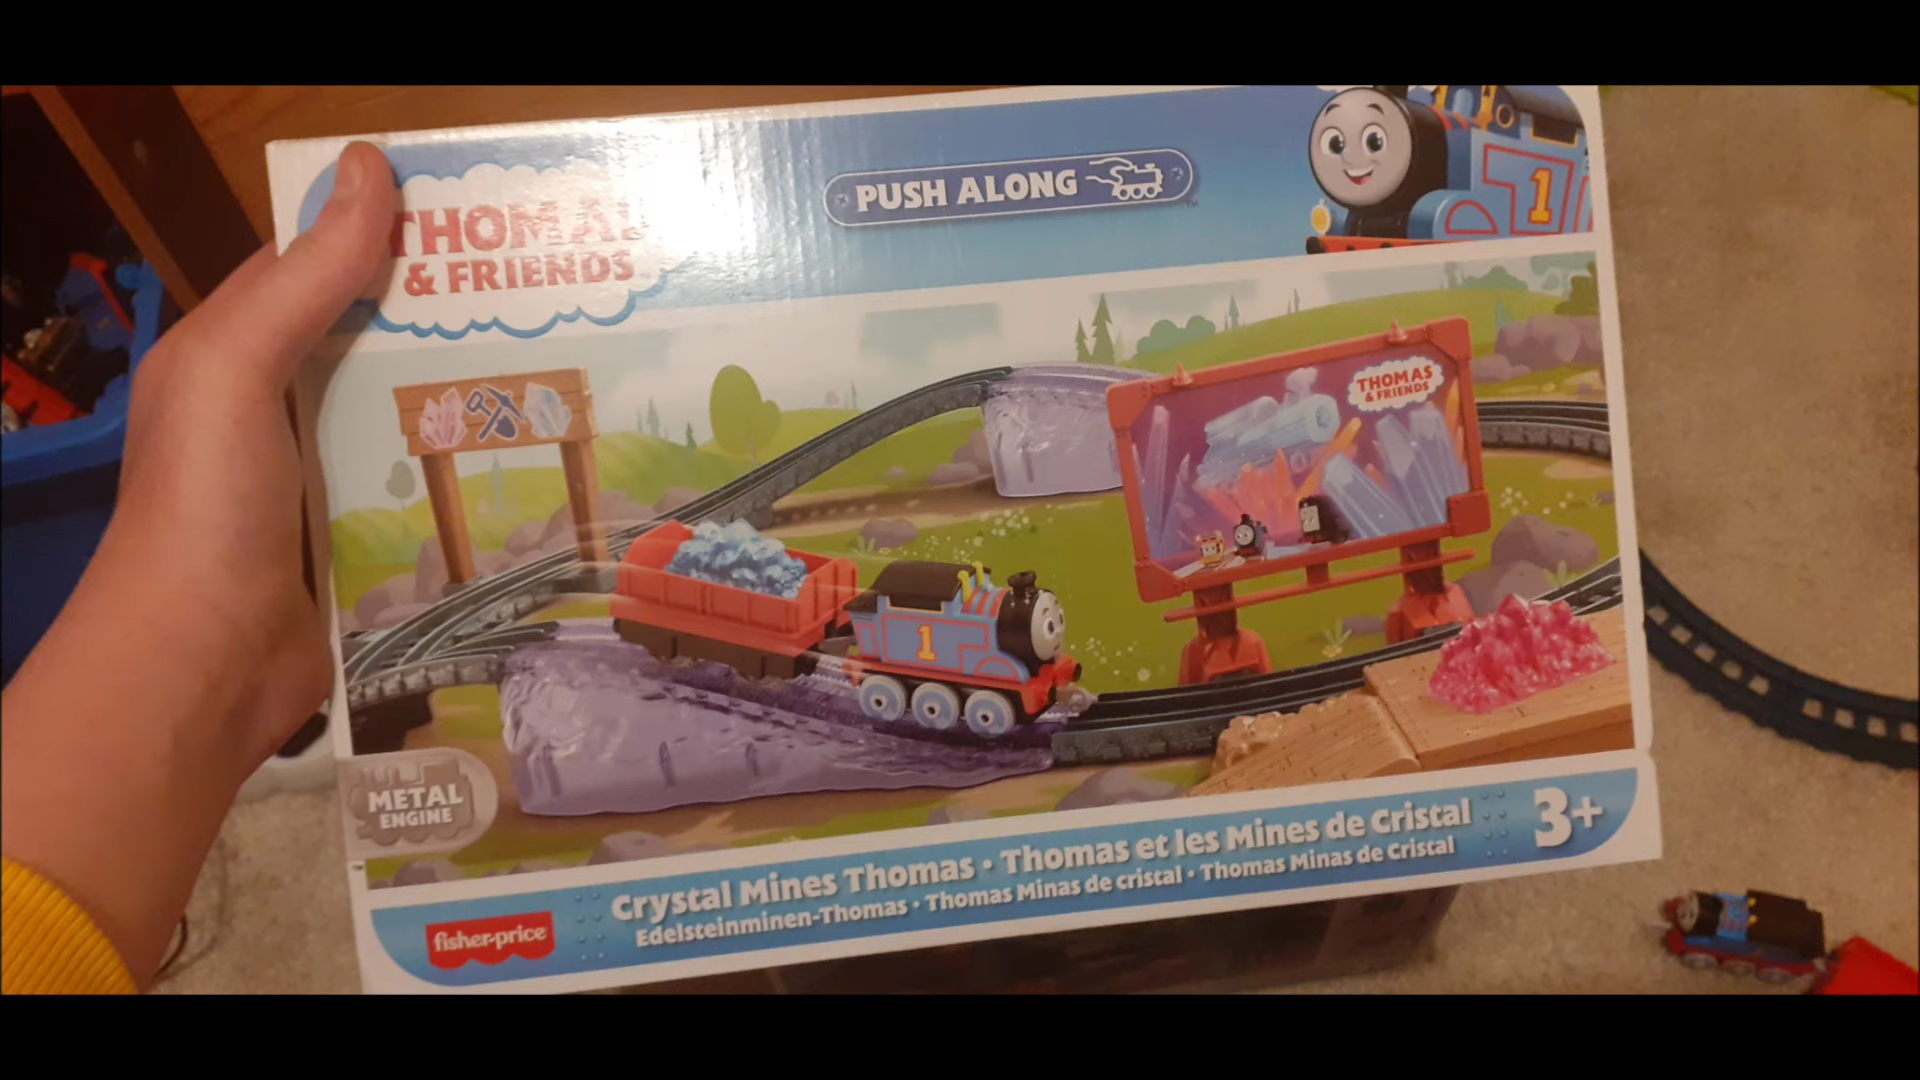 THOMAS
& FRIENDS
PUSH ALONG
1
THOMAS
& FRIENDS
1
METAL
ENGINE
Crystal Mines Thomas • Thomas et les Mines de Cristal
Edelsteinminen-Thomas • Thomas Minas de cristal • Thomas Minas de Cristal
3+
fisher-price